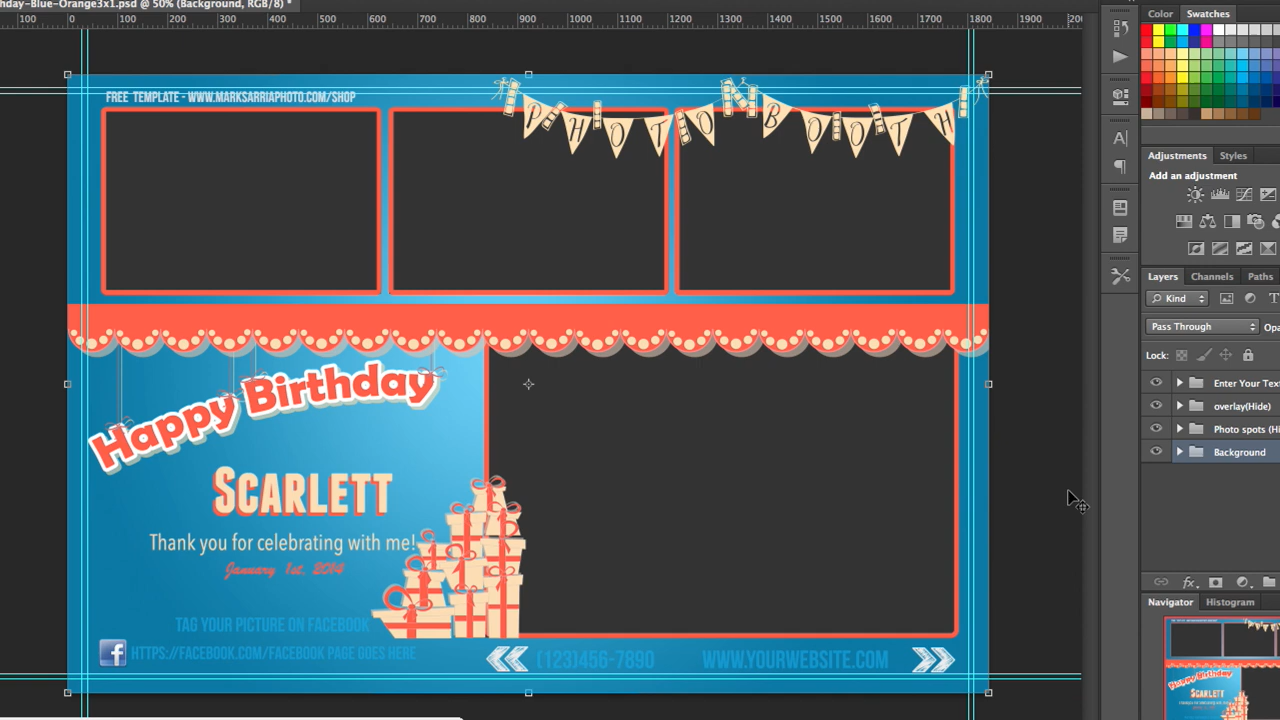 hday-Blue-Orange3x1.psd @ 50% (Background, RGB/8) *
100 0 100 200 300 400 500 600 700 800 900 1000 1100 1200 1300 1400 1500 1600 1700 1800 1900
Color Swatches
FREE TEMPLATE - WWW.MARKSARRIAPHOTO.COM/SHOP
PHOTO BOOTH
Adjustments Styles
Add an adjustment
Layers Channels Paths
Kind
Pass Through
Lock:
Enter Your Tex
overlay(Hide)
Photo spots (Hi
Background
Happy Birthday
SCARLETT
Thank you for celebrating with me!
January 1st, 2014
TAG YOUR PICTURE ON FACEBOOK
HTTPS://FACEBOOK.COM/FACEBOOK PAGE GOES HERE
(123)456-7890 WWW.YOURWEBSITE.COM
fx
Navigator Histogram